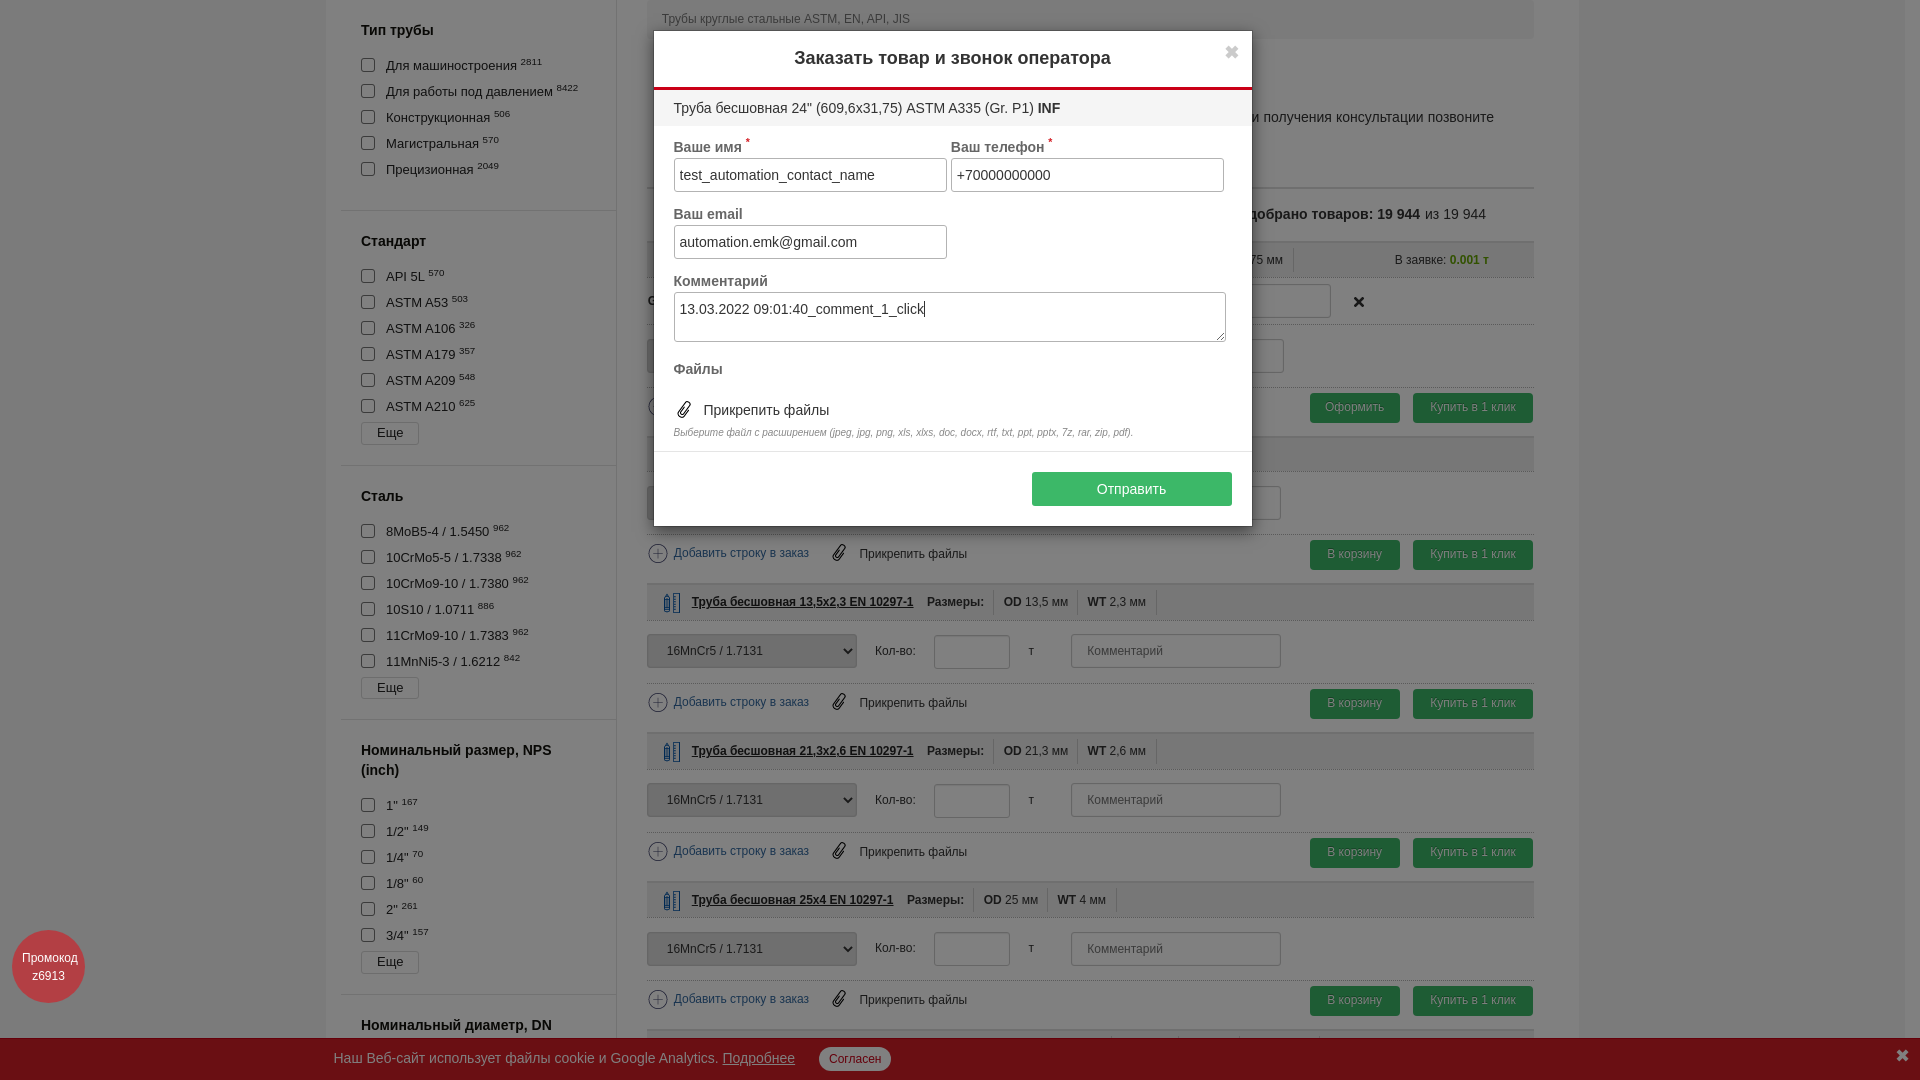 Тип трубы
Для машиностроения 2811
Для работы под давлением 8422
Конструкционная 506
Магистральная 570
Прецизионная 2049
Стандарт
API 5L 570
ASTM A53 503
ASTM A106 326
ASTM A179 357
ASTM A209 548
ASTM A210 625
Еще
Сталь
8MoB5-4 / 1.5450 962
10CrMo5-5 / 1.7338 962
10CrMo9-10 / 1.7380 962
10S10 / 1.0711 886
11CrMo9-10 / 1.7383 962
11MnNi5-3 / 1.6212 842
Еще
Номинальный размер, NPS
(inch)
1" 167
1/2" 149
1/4" 70
1/8" 60
2" 261
3/4" 157
Еще
Номинальный диаметр, DN
Трубы круглые стальные ASTM, EN, API, JIS
и получения консультации позвоните
добрано товаров: 19 944 из 19 944
75 мм
В заявке: 0.001 т
Заказать товар и звонок оператора
Труба бесшовная 24" (609,6x31,75) ASTM A335 (Gr. P1) INF
Ваше имя *
Ваш телефон *
test_automation_contact_name
+70000000000
Ваш email
automation.emk@gmail.com
Комментарий
13.03.2022 09:01:40_comment_1_click
Файлы
Прикрепить файлы
Выберите файл с расширением (jpeg, jpg, png, xls, xlxs, doc, docx, rtf, txt, ppt, pptx, 7z, rar, zip, pdf).
Отправить
Оформить
Купить в 1 клик
Добавить строку в заказ
Прикрепить файлы
В корзину
Купить в 1 клик
Труба бесшовная 13,5x2,3 EN 10297-1
Размеры:
OD 13,5 мм
WT 2,3 мм
16MnCr5 / 1.7131
Кол-во:
т
Комментарий
Добавить строку в заказ
Прикрепить файлы
В корзину
Купить в 1 клик
Труба бесшовная 21,3x2,6 EN 10297-1
Размеры:
OD 21,3 мм
WT 2,6 мм
16MnCr5 / 1.7131
Кол-во:
т
Комментарий
Добавить строку в заказ
Прикрепить файлы
В корзину
Купить в 1 клик
Труба бесшовная 25x4 EN 10297-1
Размеры:
OD 25 мм
WT 4 мм
16MnCr5 / 1.7131
Кол-во:
т
Комментарий
Добавить строку в заказ
Прикрепить файлы
В корзину
Купить в 1 клик
Промокод
z6913
Наш Веб-сайт использует файлы cookie и Google Analytics. Подробнее
Согласен